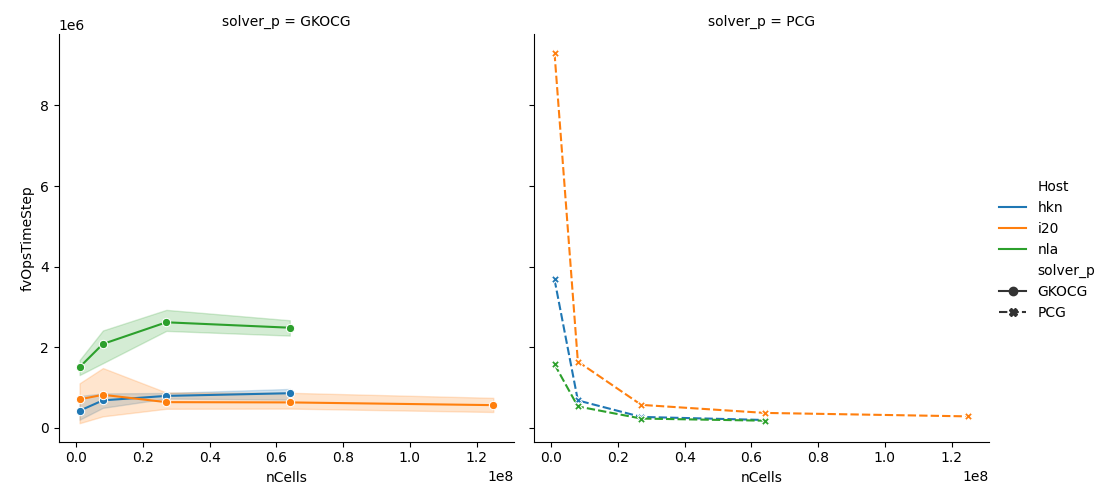 solver_p = GKOCG
solver_p = PCG
1e6
8
6
4
2
0
fvOpsTimeStep
0.0 0.2 0.4 0.6 0.8 1.0 1.2
1e8
nCells
0.0 0.2 0.4 0.6 0.8 1.0 1.2
1e8
nCells
Host
hkn
i20
nla
solver_p
GKOCG
PCG